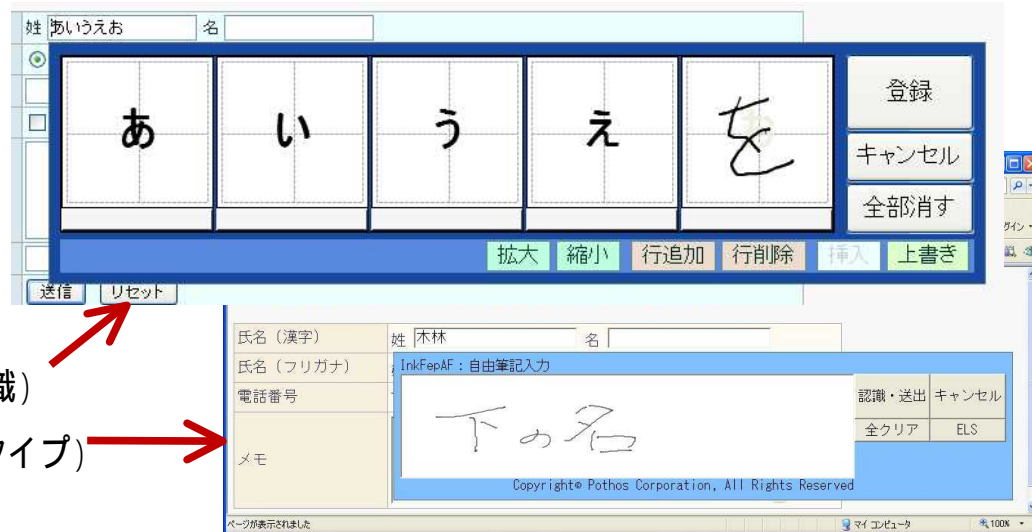 姓 あいうえお 名
あ い う え を
登録
キャンセル
全部消す
拡大 縮小 行追加 行削除 挿入 上書き
送信 リセット
識)
タイプ)
氏名（漢字） 姓 木林 名
氏名（フリガナ）
電話番号
メモ
InkFepAF：自由筆記入力
下の名
認識・送出 キャンセル
全クリア ELS
Copyright© Pothos Corporation, All Rights Reserved
ページが表示されました マイ コンピュータ 100%